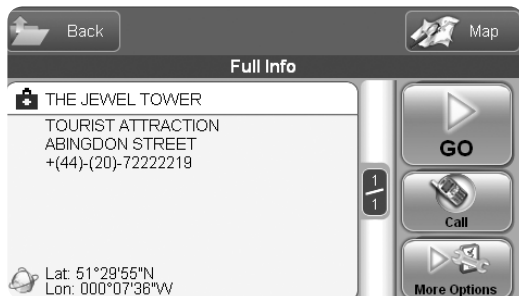 Back
Map
Full Info
THE JEWEL TOWER
TOURIST ATTRACTION
ABINGDON STREET
+(44)-(20)-72222219
1
1
GO
Call
More Options
Lat: 51°29'55"N
Lon: 000°07'36"W